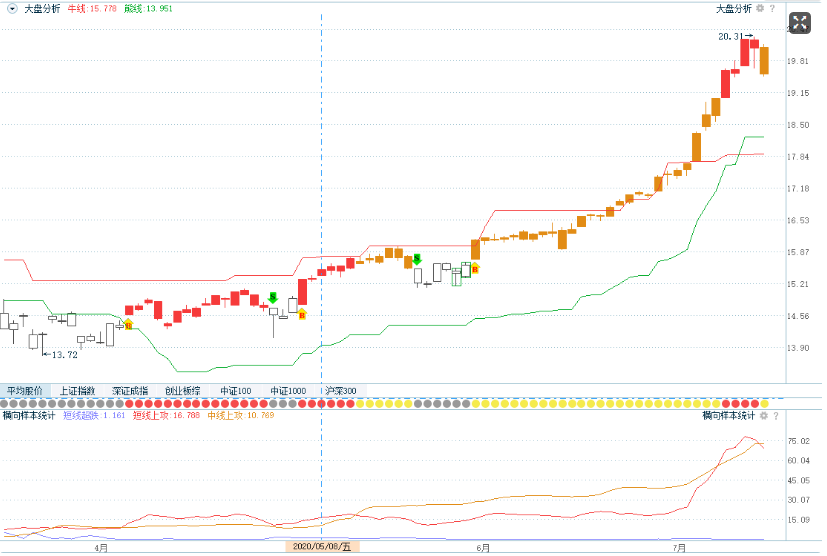 大盘分析 牛线:15.778 熊线:13.951 大盘分析 ?
20.31
19.81
19.15
18.50
17.84
17.18
16.53
15.87
15.21
14.56
13.90
S
S
B
B
B
13.72
平均股价 上证指数 深证成指 创业板综 中证100 中证1000 沪深300
横向样本统计 短线超跌:1.161 短线上攻:16.788 中线上攻:10.769 横向样本统计 ?
75.02
60.04
45.05
30.07
15.09
4月 2020/05/08/五 6月 7月